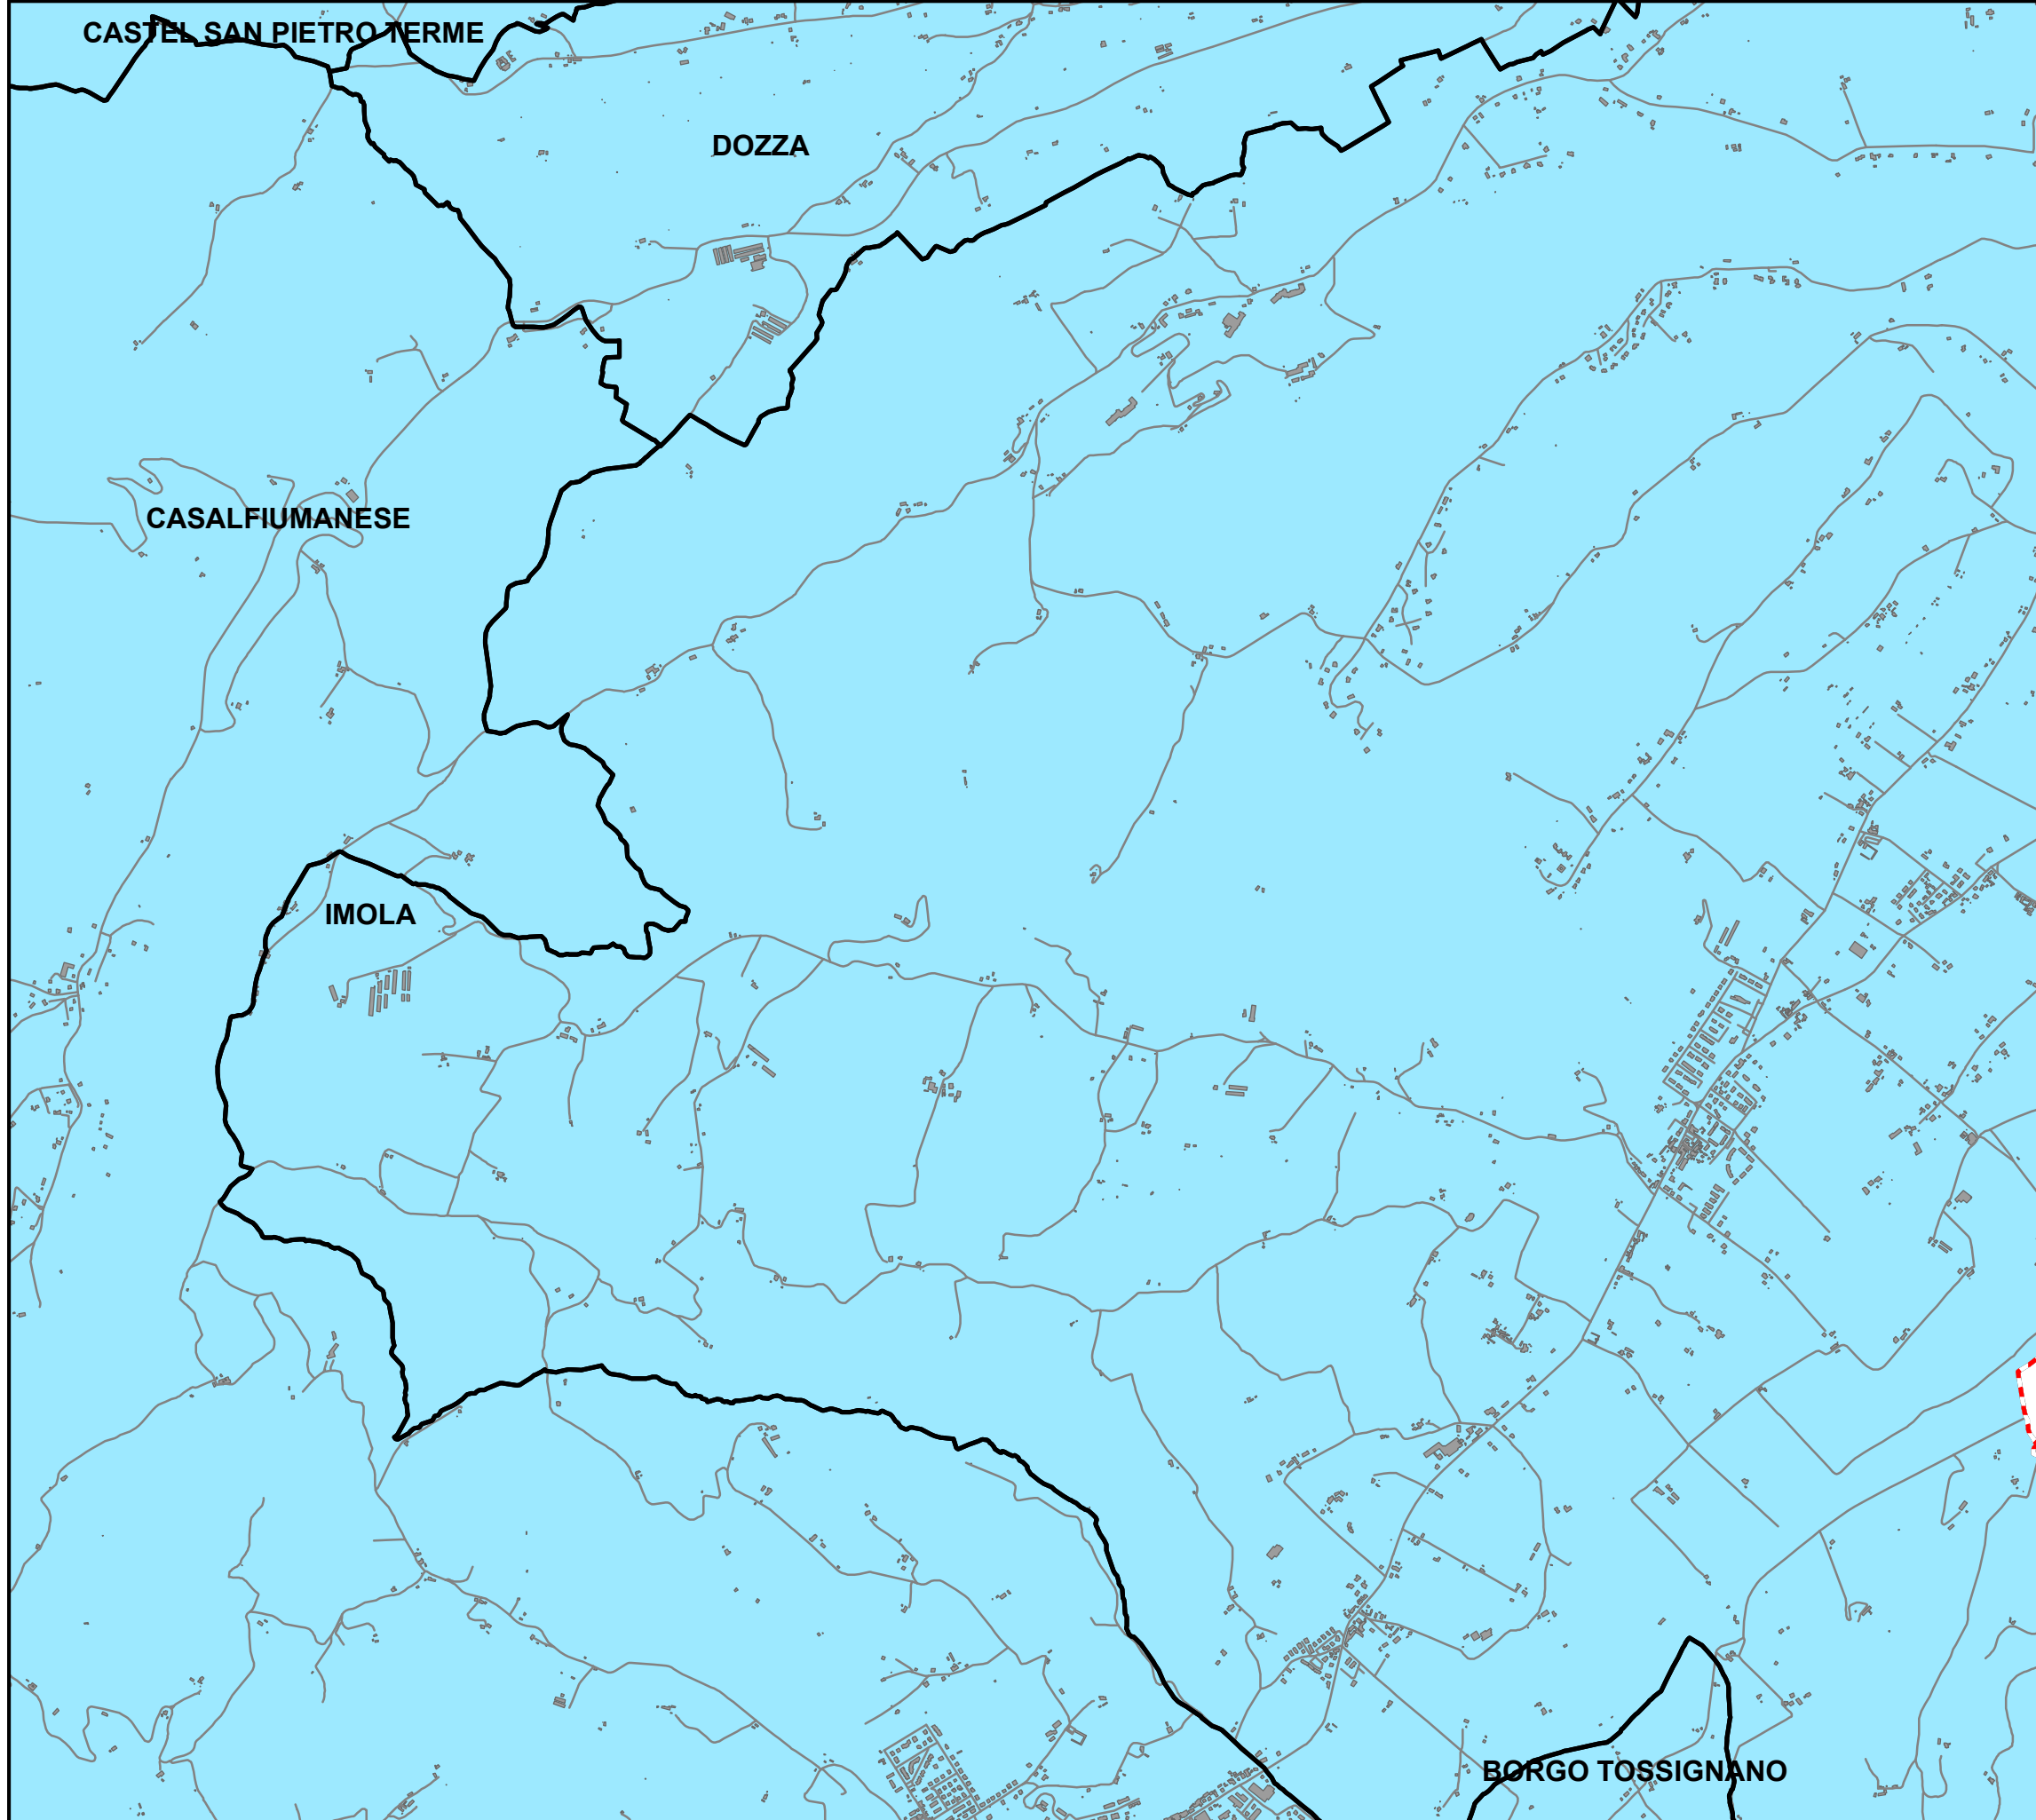 CASTEL SAN PIETRO TERME
DOZZA
CASALFIUMANESE
IMOLA
BORGO TOSSIGNANO